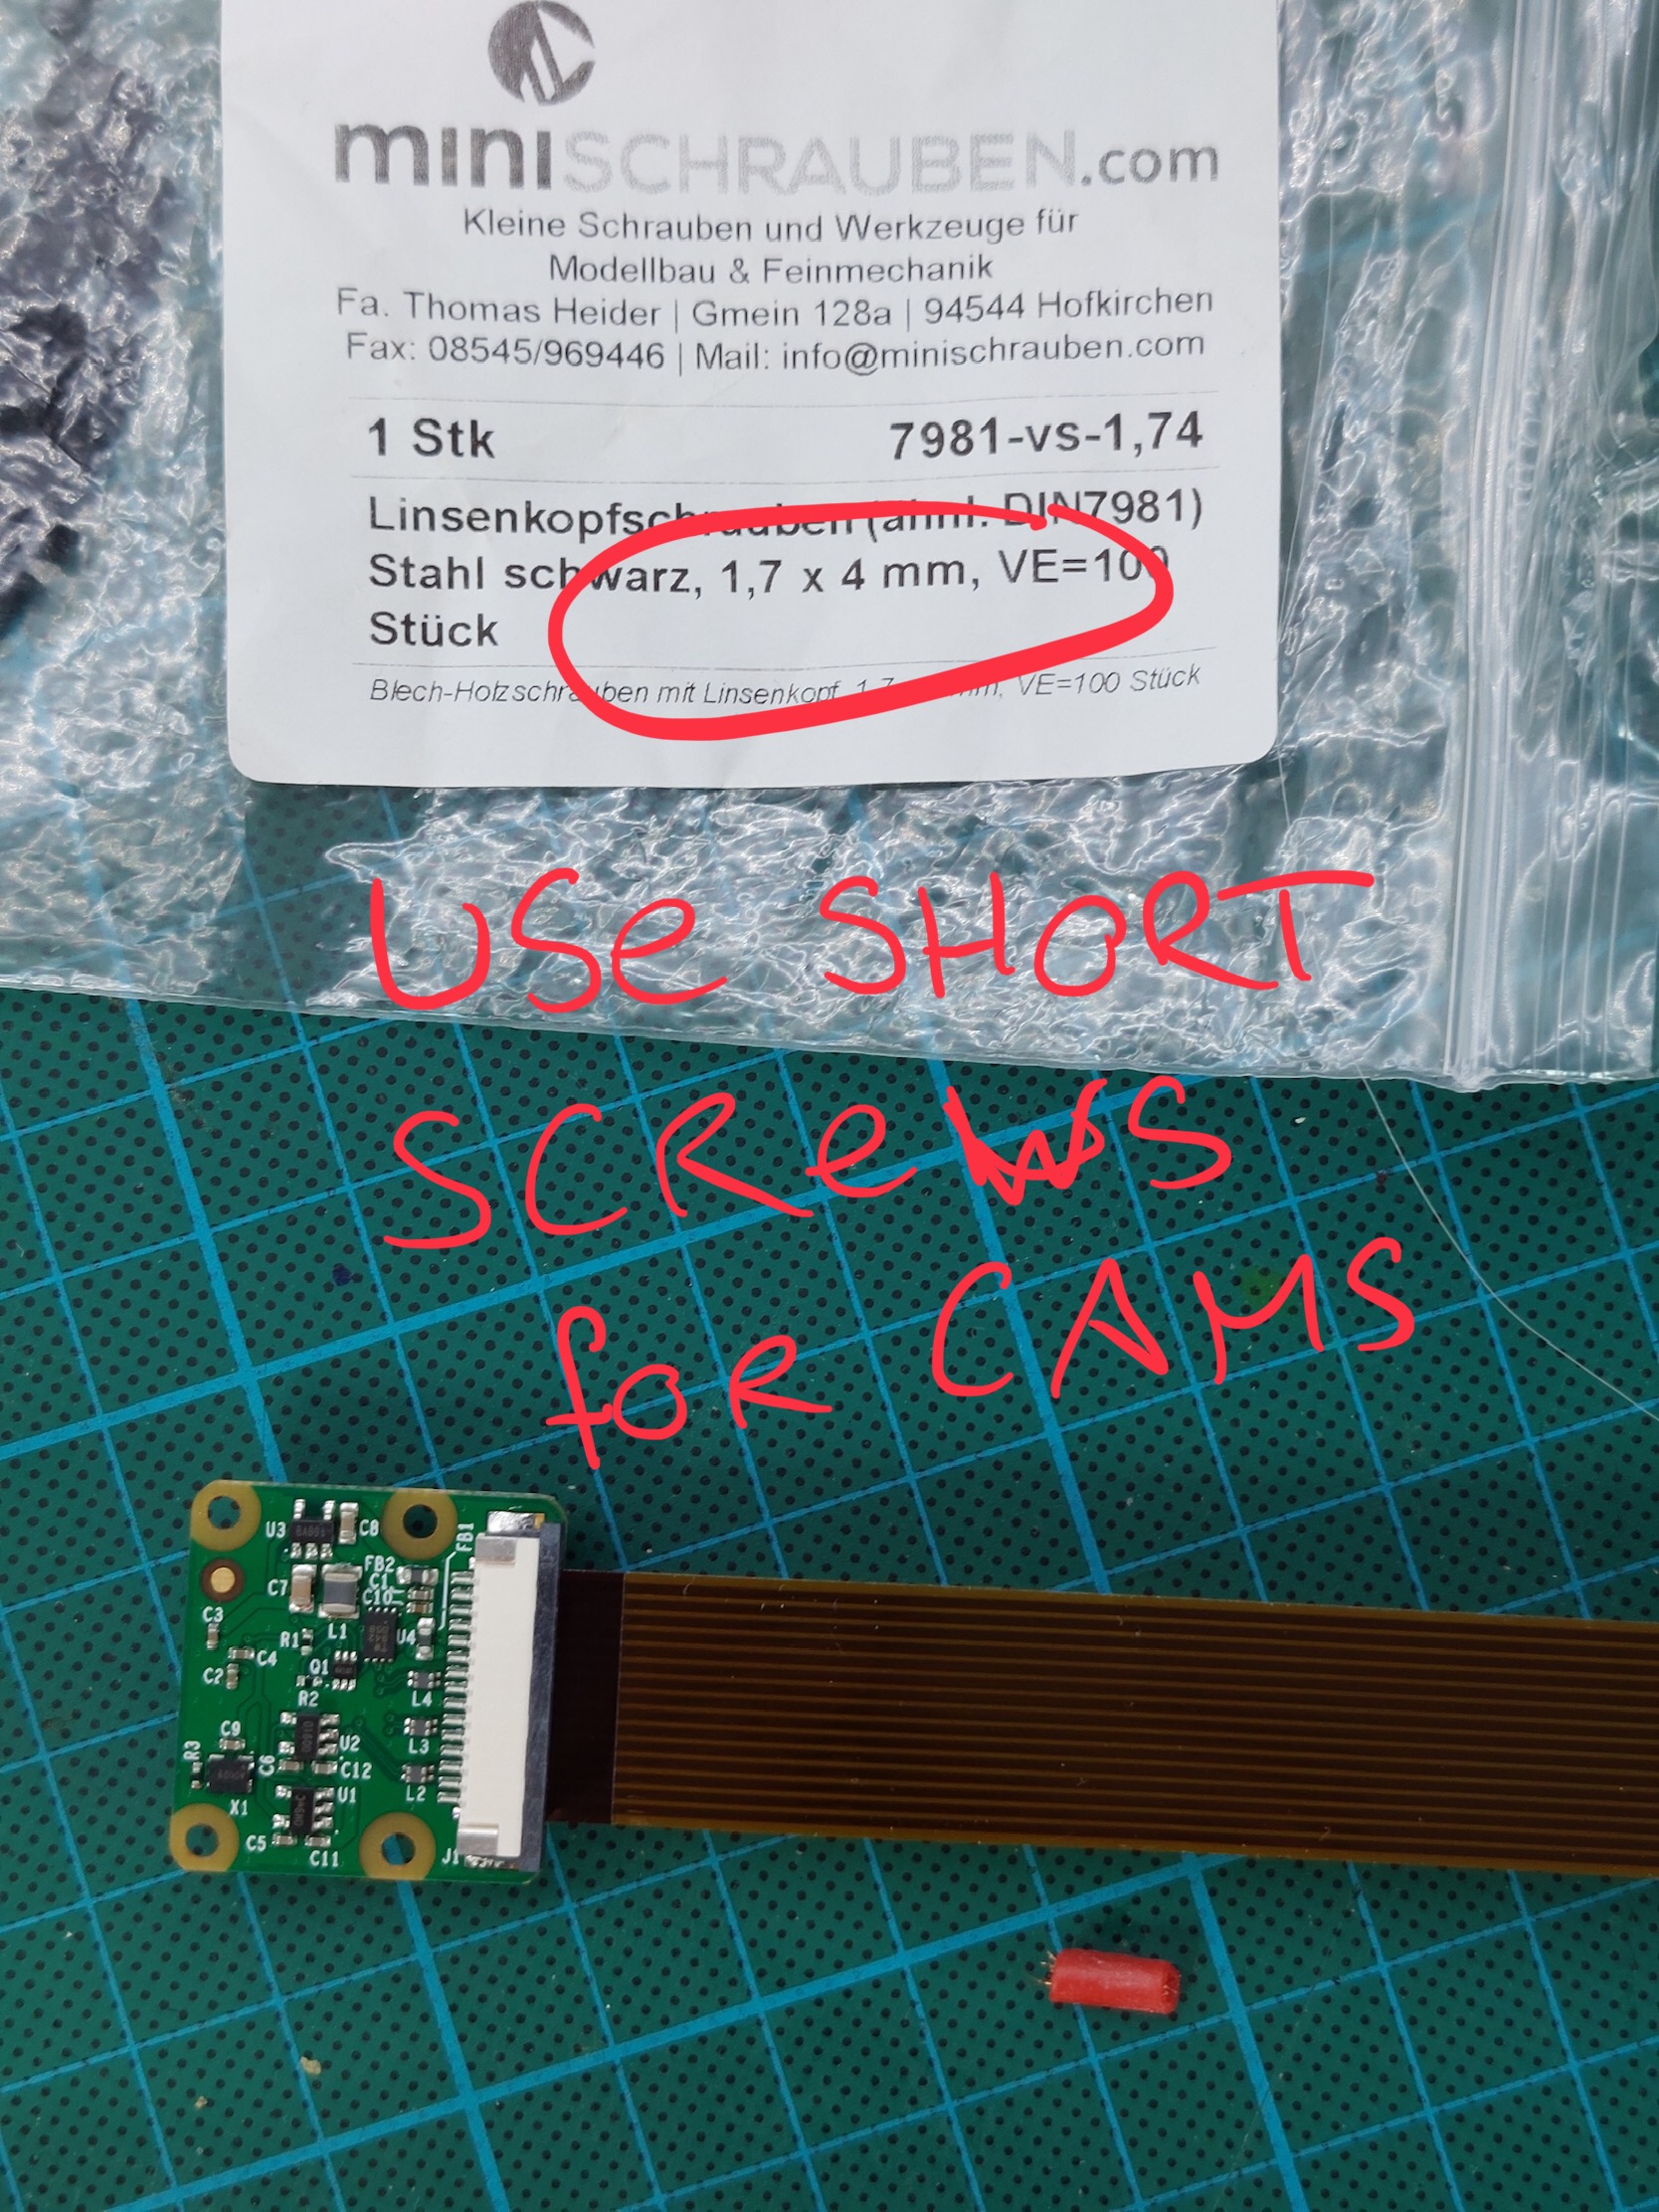 miniSCHRAUBEN.com
Kleine Schrauben und Werkzeuge für
Modellbau & Feinmechanik
Fa. Thomas Heider | Gmein 128a | 94544 Hofkirchen
Fax: 08545/969446 | Mail: info@minischrauben.com
1 Stk 7981-vs-1,74
Linsenkopfschrauben (ähnl. DIN7981)
Stahl schwarz, 1,7 x 4 mm, VE=100
Stück
Blech-Holzschrauben mit Linsenkopf, 1,7 mm, VE=100 Stück
USe SHORT
SCReWS
foR CAMS
U3 C8 FB1
FB2
C7 C1
C10
C3 L1
R1 U4
C4
C2 Q1
R2 L4
C9
R3 L3
C6 U2
C12
L2
X1 U1
C5
C11 J1